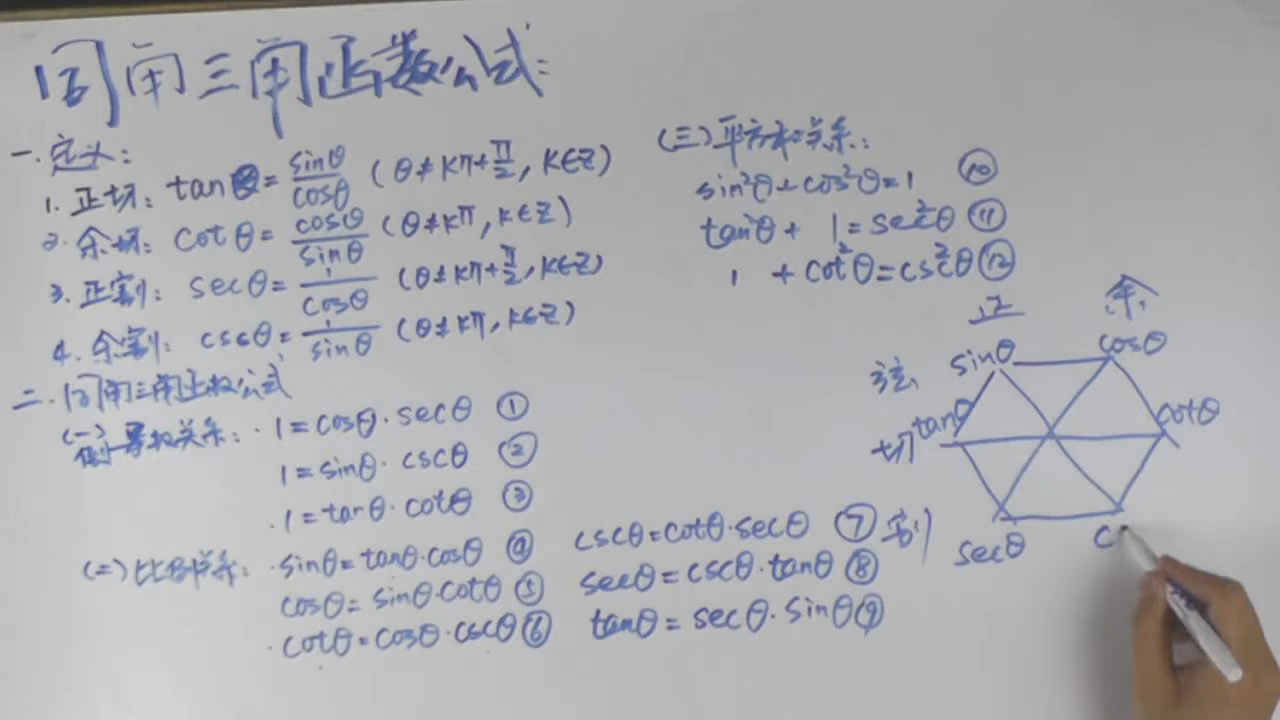 同角三角函数公式:
一.定义:
1.正切: tanθ=sinθ/cosθ (θ≠kπ+π/2, k∈Z)
2.余切: cotθ=cosθ/sinθ (θ≠kπ, k∈Z)
3.正割: secθ=1/cosθ (θ≠kπ+π/2, k∈Z)
4.余割: cscθ=1/sinθ (θ≠kπ, k∈Z)
二.同角三角函数公式
(一)倒数关系: 1=cosθ·secθ ①
1=sinθ·cscθ ②
1=tanθ·cotθ ③
(二)比例关系: sinθ=tanθ·cosθ ④
cosθ=sinθ·cotθ ⑤
cotθ=cosθ·cscθ ⑥
cscθ=cotθ·secθ ⑦
secθ=cscθ·tanθ ⑧
tanθ=secθ·sinθ ⑨
(三)平方和关系:
sin²θ+cos²θ=1 ⑩
tan²θ+1=sec²θ ⑪
1+cot²θ=csc²θ ⑫
正 余
弦 sinθ cosθ
切 tanθ cotθ
割 secθ c